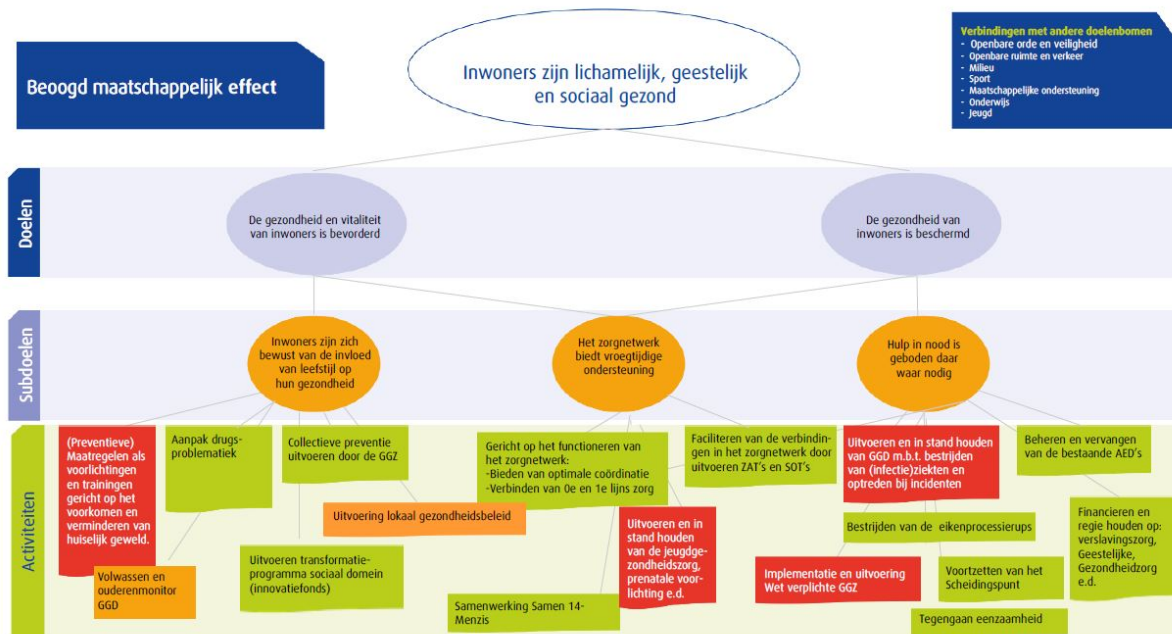 Beoogd maatschappelijk effect
Inwoners zijn lichamelijk, geestelijk
en sociaal gezond
Verbindingen met andere doelenbomen
- Openbare orde en veiligheid
- Openbare ruimte en verkeer
- Milieu
- Sport
- Maatschappelijke ondersteuning
- Onderwijs
- Jeugd
Doelen
De gezondheid en vitaliteit
van inwoners is bevorderd
De gezondheid van
inwoners is beschermd
Subdoelen
Inwoners zijn zich
bewust van de invloed
van leefstijl op
hun gezondheid
Het zorgnetwerk
biedt vroegtijdige
ondersteuning
Hulp in nood is
geboden daar
waar nodig
Activiteiten
(Preventieve)
Maatregelen als
voorlichtingen
en trainingen
gericht op het
voorkomen en
verminderen van
huiselijk geweld.
Aanpak drugs-
problematiek
Collectieve preventie
uitvoeren door de GGZ
Gericht op het functioneren van
het zorgnetwerk:
-Bieden van optimale coördinatie
-Verbinden van 0e en 1e lijns zorg
Faciliteren van de verbindin-
gen in het zorgnetwerk door
uitvoeren ZAT's en SOT's
Uitvoeren en in stand houden
van GGD m.b.t. bestrijden
van (infectie)ziekten en
optreden bij incidenten
Beheren en vervangen
van de bestaande AED's
Uitvoering lokaal gezondheidsbeleid
Uitvoeren en in
stand houden
van de jeugdge-
zondheidszorg,
prenatale voor-
lichting e.d.
Bestrijden van de eikenprocessierups
Financieren en
regie houden op:
verslavingszorg,
Geestelijke,
Gezondheidzorg
e.d.
Volwassen en
ouderenmonitor
GGD
Uitvoeren transformatie-
programma sociaal domein
(innovatiefonds)
Samenwerking Samen 14-
Menzis
Implementatie en uitvoering
Wet verplichte GGZ
Voortzetten van het
Scheidingspunt
Tegengaan eenzaamheid